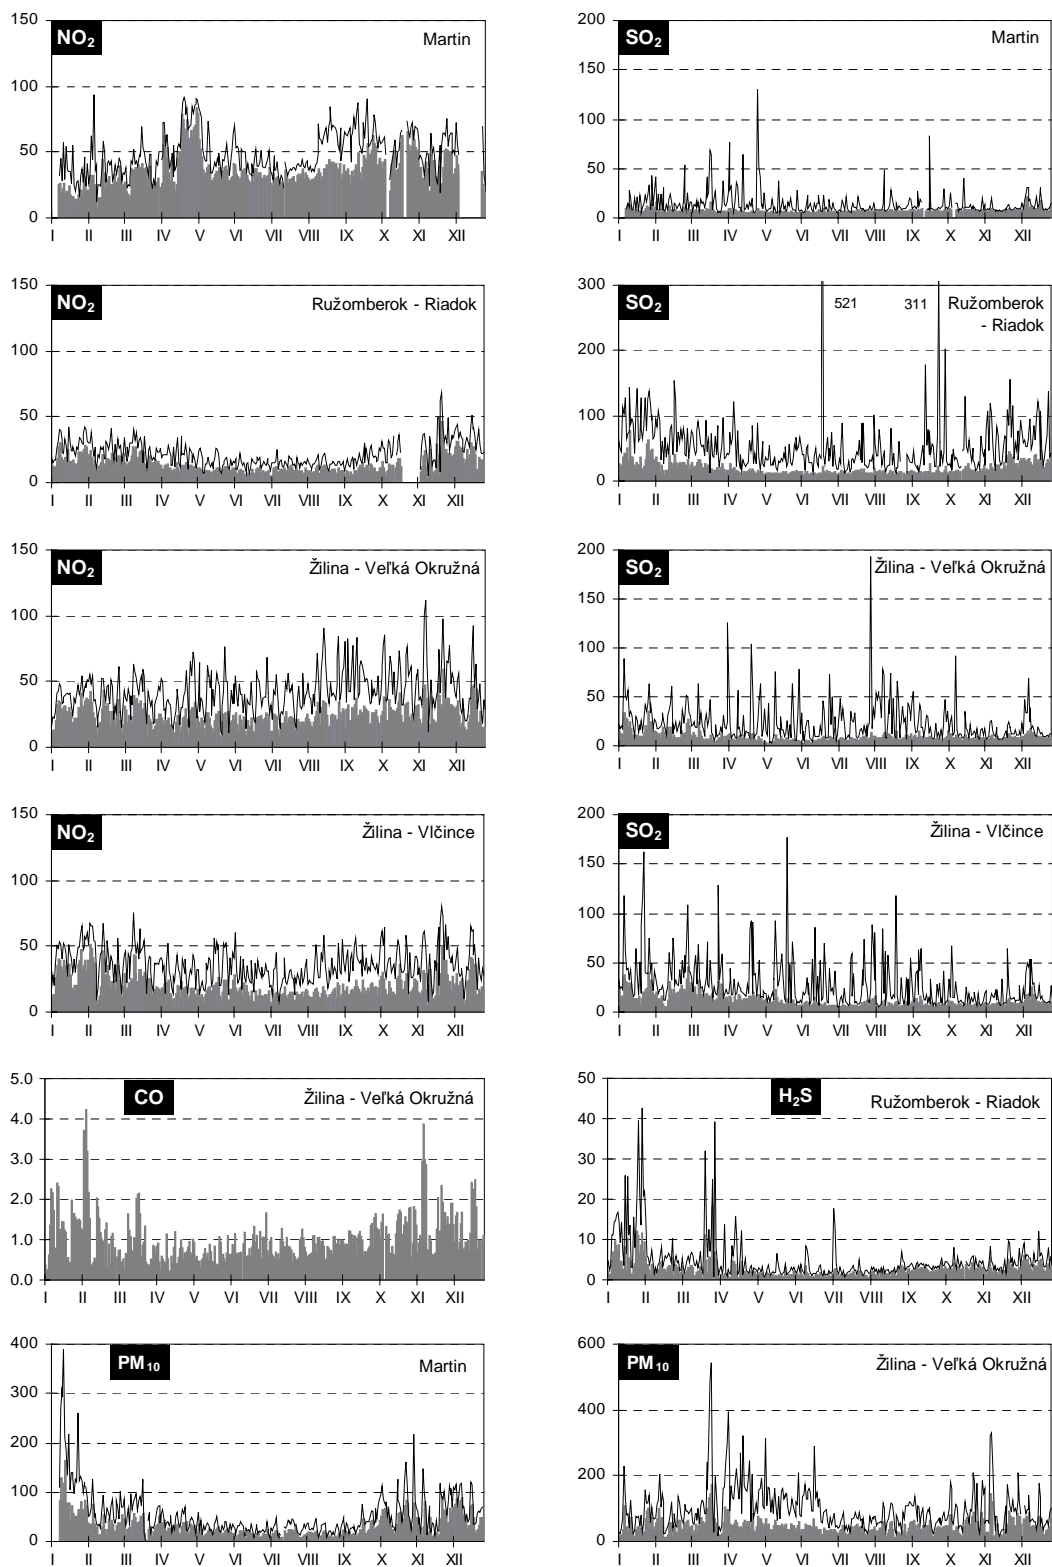 NO₂
Martin
150
100
50
0
I II III IV V VI VII VIII IX X XI XII
SO₂
Martin
200
150
100
50
0
I II III IV V VI VII VIII IX X XI XII
NO₂
Ružomberok - Riadok
150
100
50
0
I II III IV V VI VII VIII IX X XI XII
SO₂
521
311
Ružomberok
- Riadok
300
200
100
0
I II III IV V VI VII VIII IX X XI XII
NO₂
Žilina - Veľká Okružná
150
100
50
0
I II III IV V VI VII VIII IX X XI XII
SO₂
Žilina - Veľká Okružná
200
150
100
50
0
I II III IV V VI VII VIII IX X XI XII
NO₂
Žilina - Vlčince
150
100
50
0
I II III IV V VI VII VIII IX X XI XII
SO₂
Žilina - Vlčince
200
150
100
50
0
I II III IV V VI VII VIII IX X XI XII
CO
Žilina - Veľká Okružná
5.0
4.0
3.0
2.0
1.0
0.0
I II III IV V VI VII VIII IX X XI XII
H₂S
Ružomberok - Riadok
50
40
30
20
10
0
I II III IV V VI VII VIII IX X XI XII
PM₁₀
Martin
400
300
200
100
0
I II III IV V VI VII VIII IX X XI XII
PM₁₀
Žilina - Veľká Okružná
600
400
200
0
I II III IV V VI VII VIII IX X XI XII